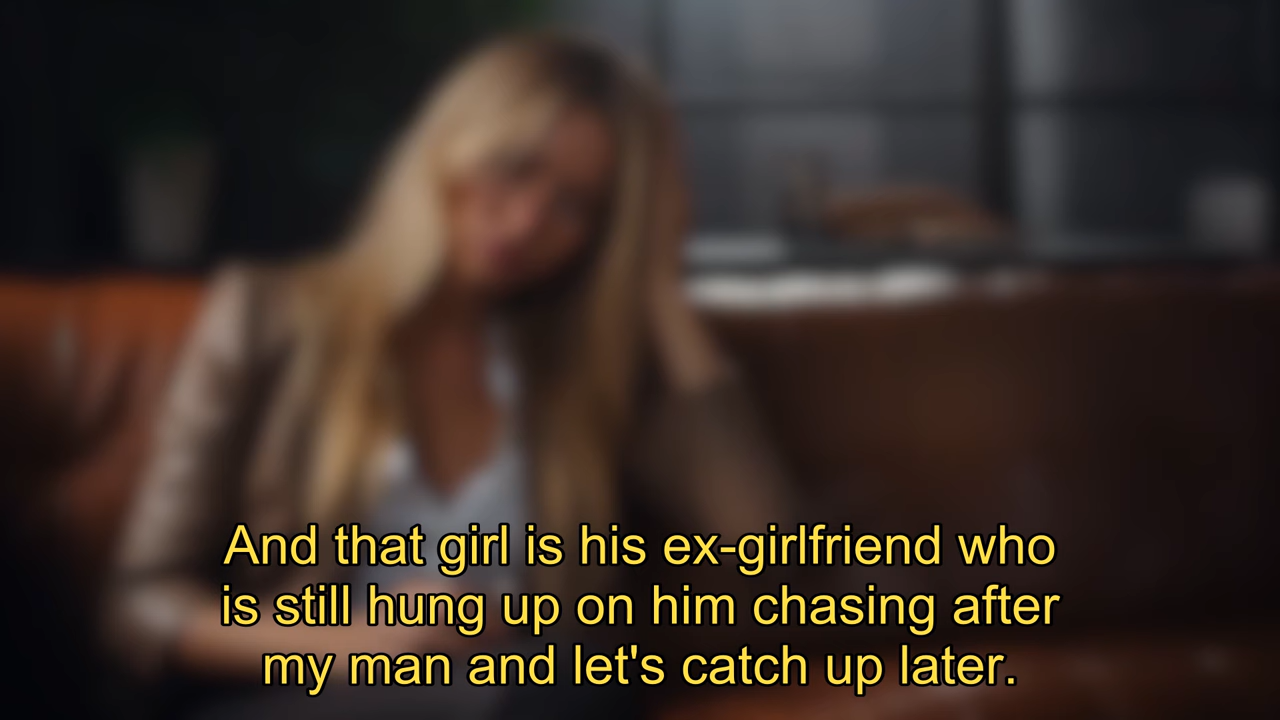 And that girl is his ex-girlfriend who
is still hung up on him chasing after
my man and let's catch up later.